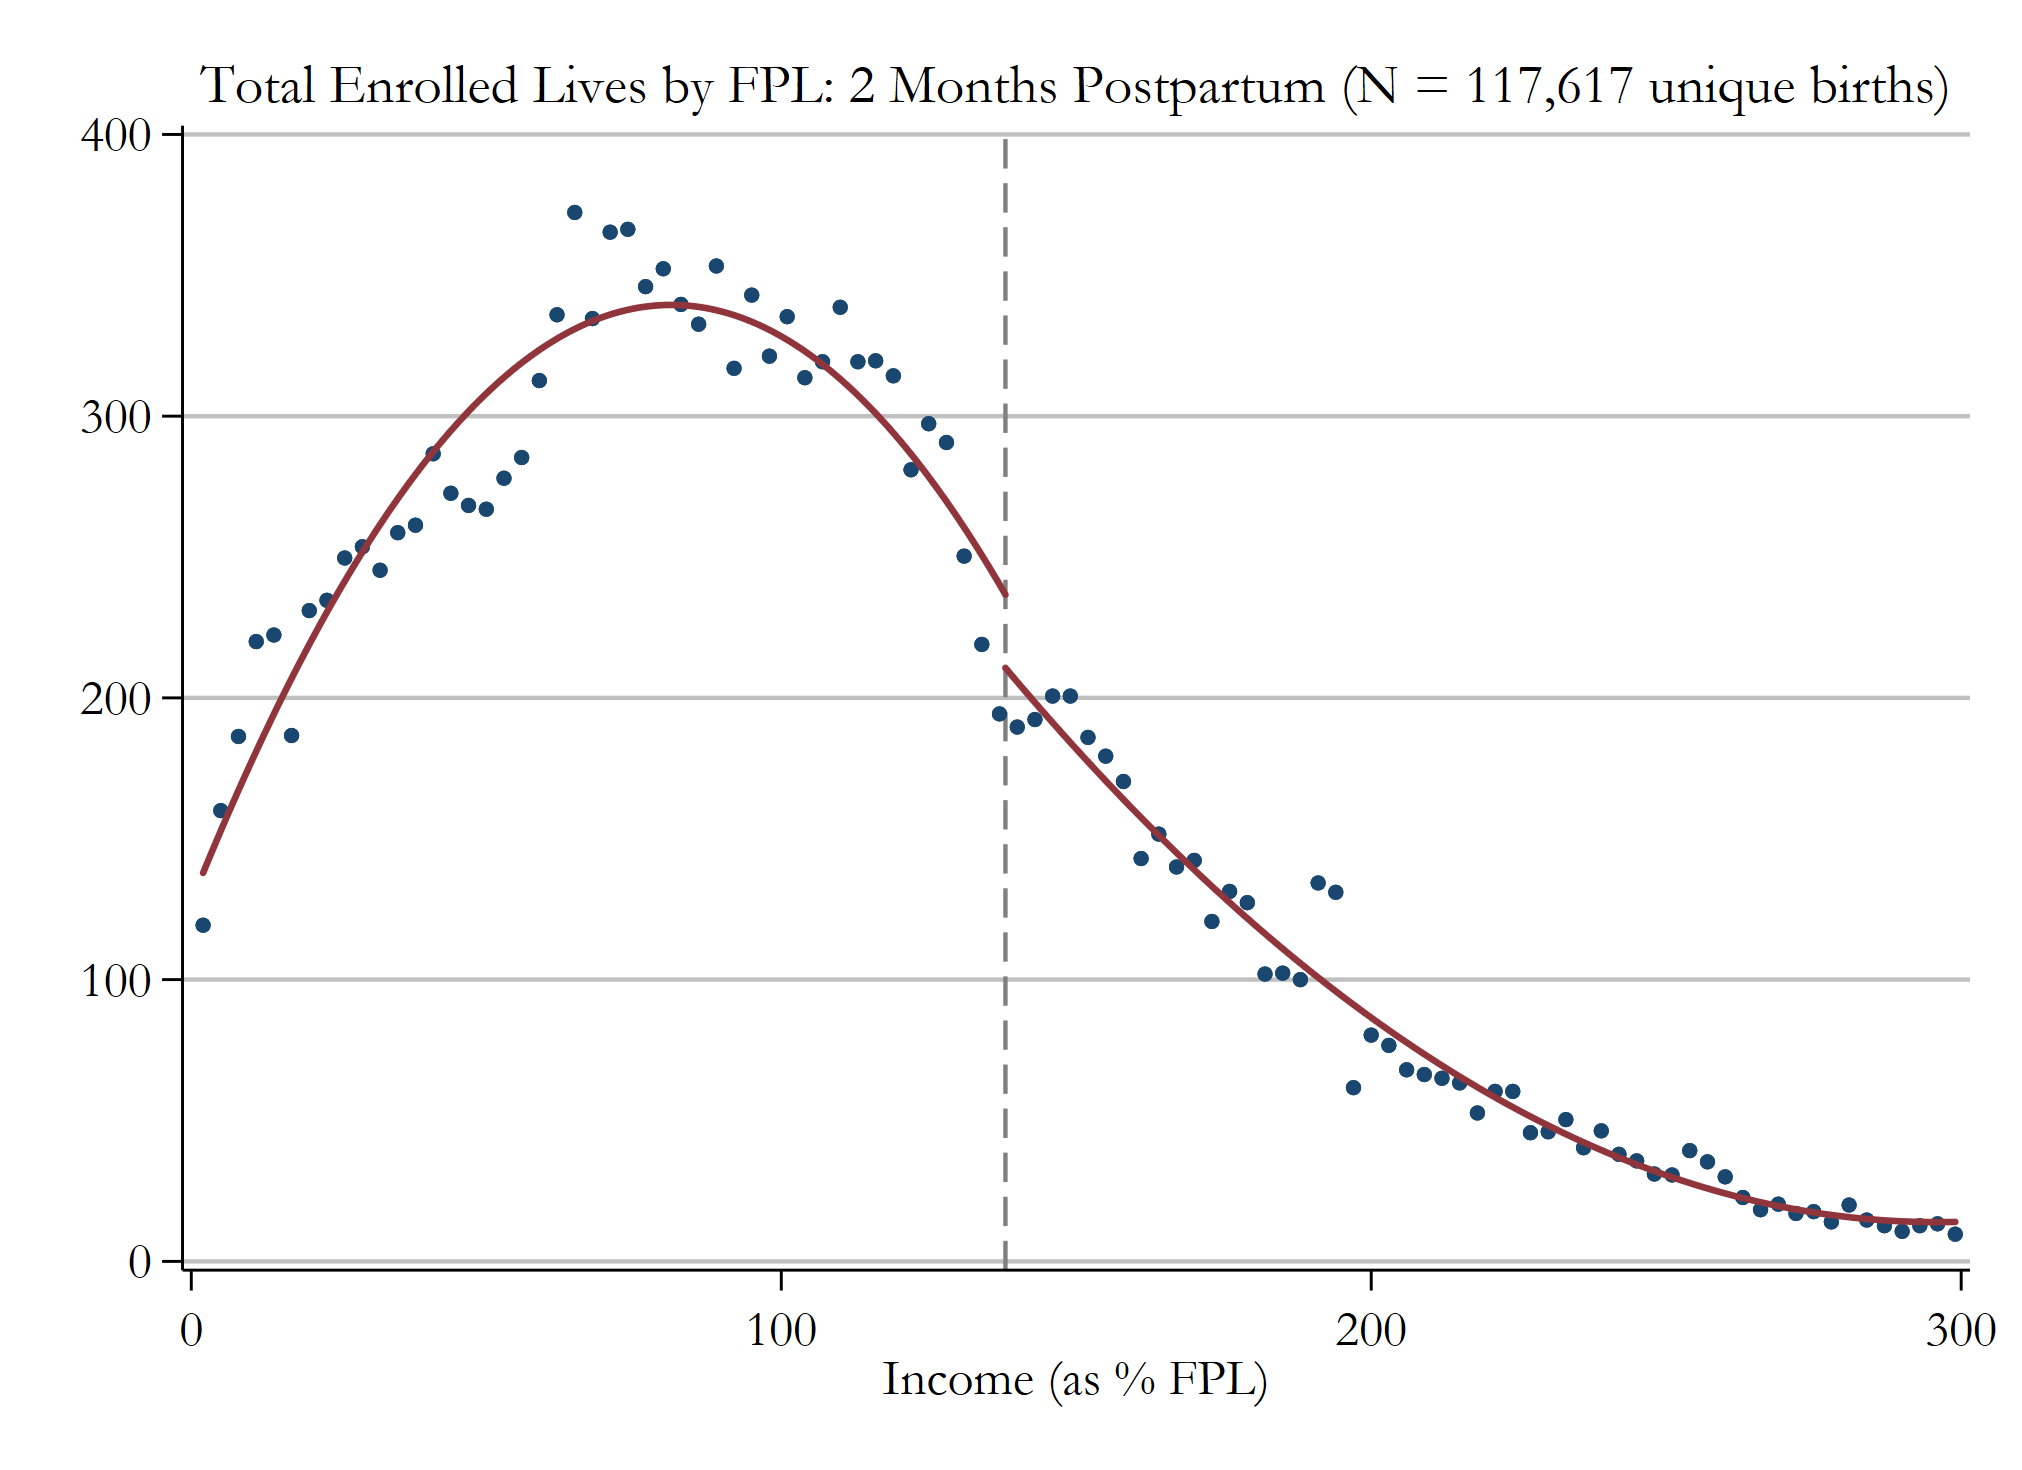 Total Enrolled Lives by FPL: 2 Months Postpartum (N = 117,617 unique births)
400
300
200
100
0
0 100 200 300
Income (as % FPL)